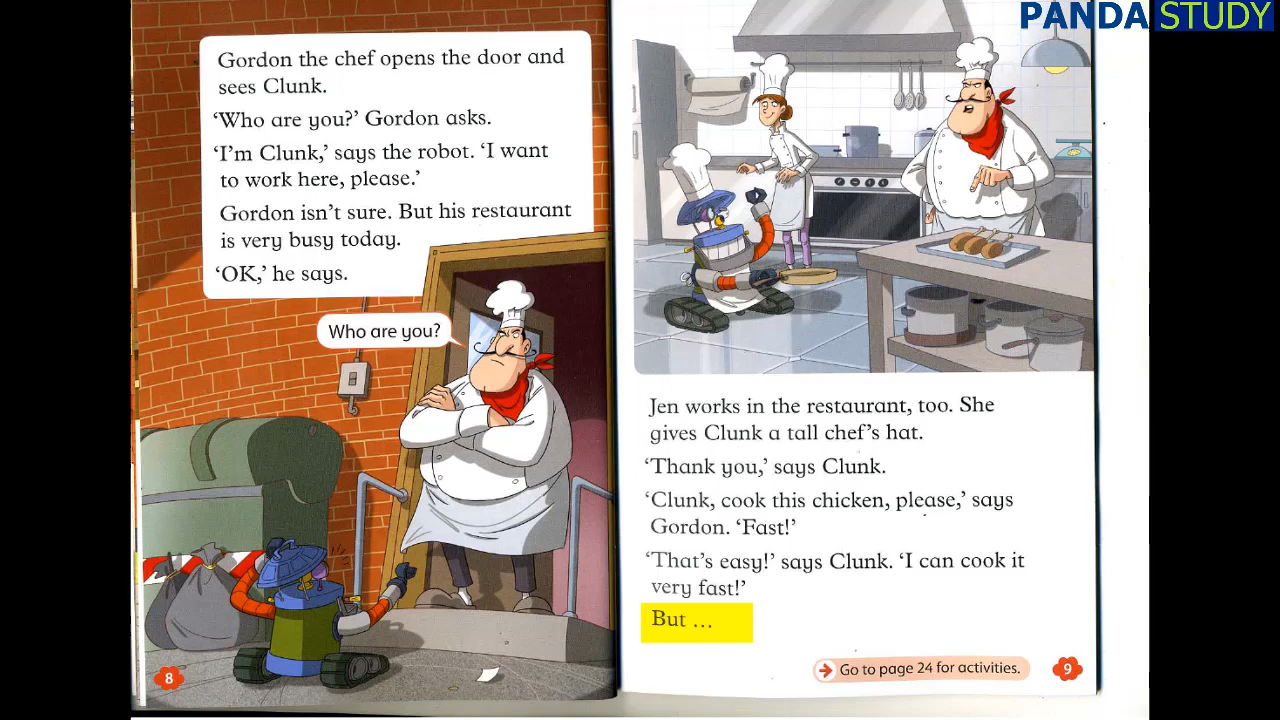 PANDA STUDY
Gordon the chef opens the door and
sees Clunk.
‘Who are you?’ Gordon asks.
‘I’m Clunk,’ says the robot. ‘I want
to work here, please.’
Gordon isn’t sure. But his restaurant
is very busy today.
‘OK,’ he says.
Who are you?
8
Jen works in the restaurant, too. She
gives Clunk a tall chef’s hat.
‘Thank you,’ says Clunk.
‘Clunk, cook this chicken, please,’ says
Gordon. ‘Fast!’
‘That’s easy!’ says Clunk. ‘I can cook it
very fast!’
But …
Go to page 24 for activities.
9